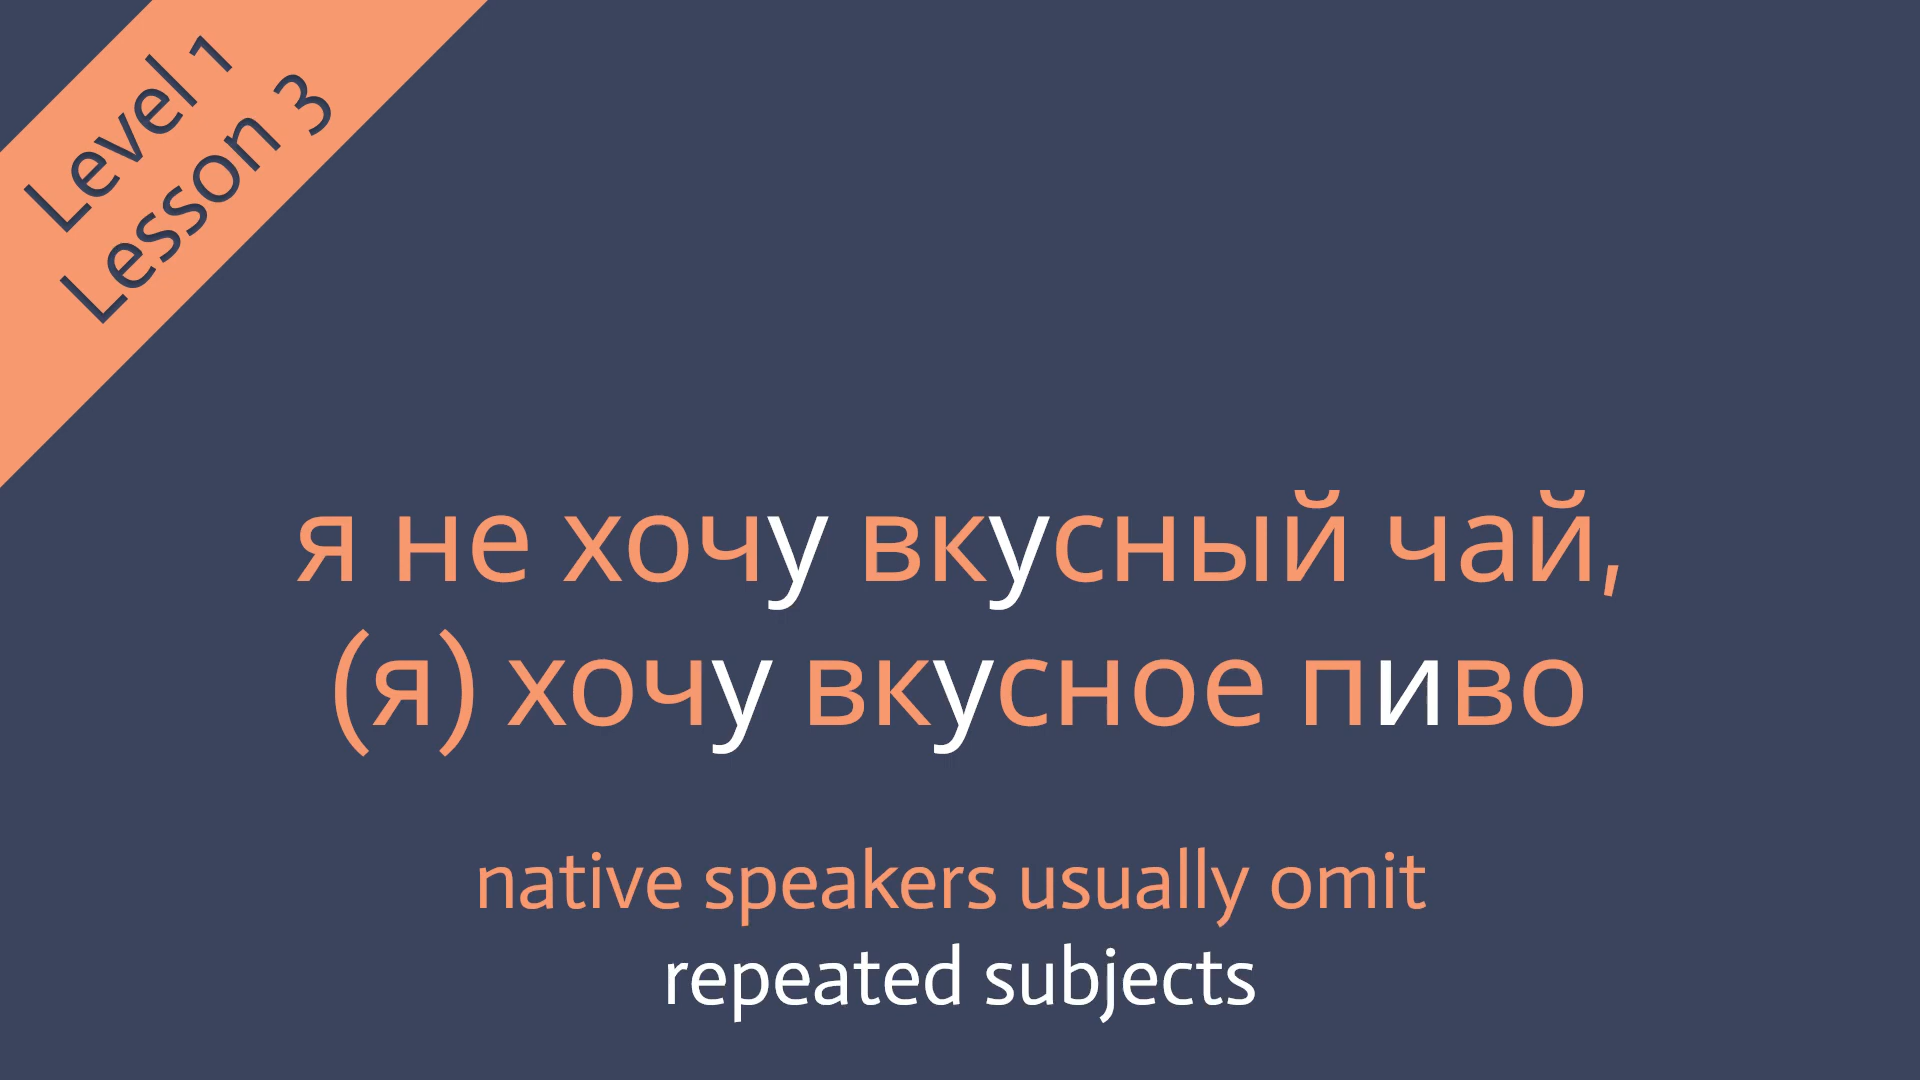 Level 1
Lesson 3
я не хочу вкусный чай,
(я) хочу вкусное пиво
native speakers usually omit
repeated subjects